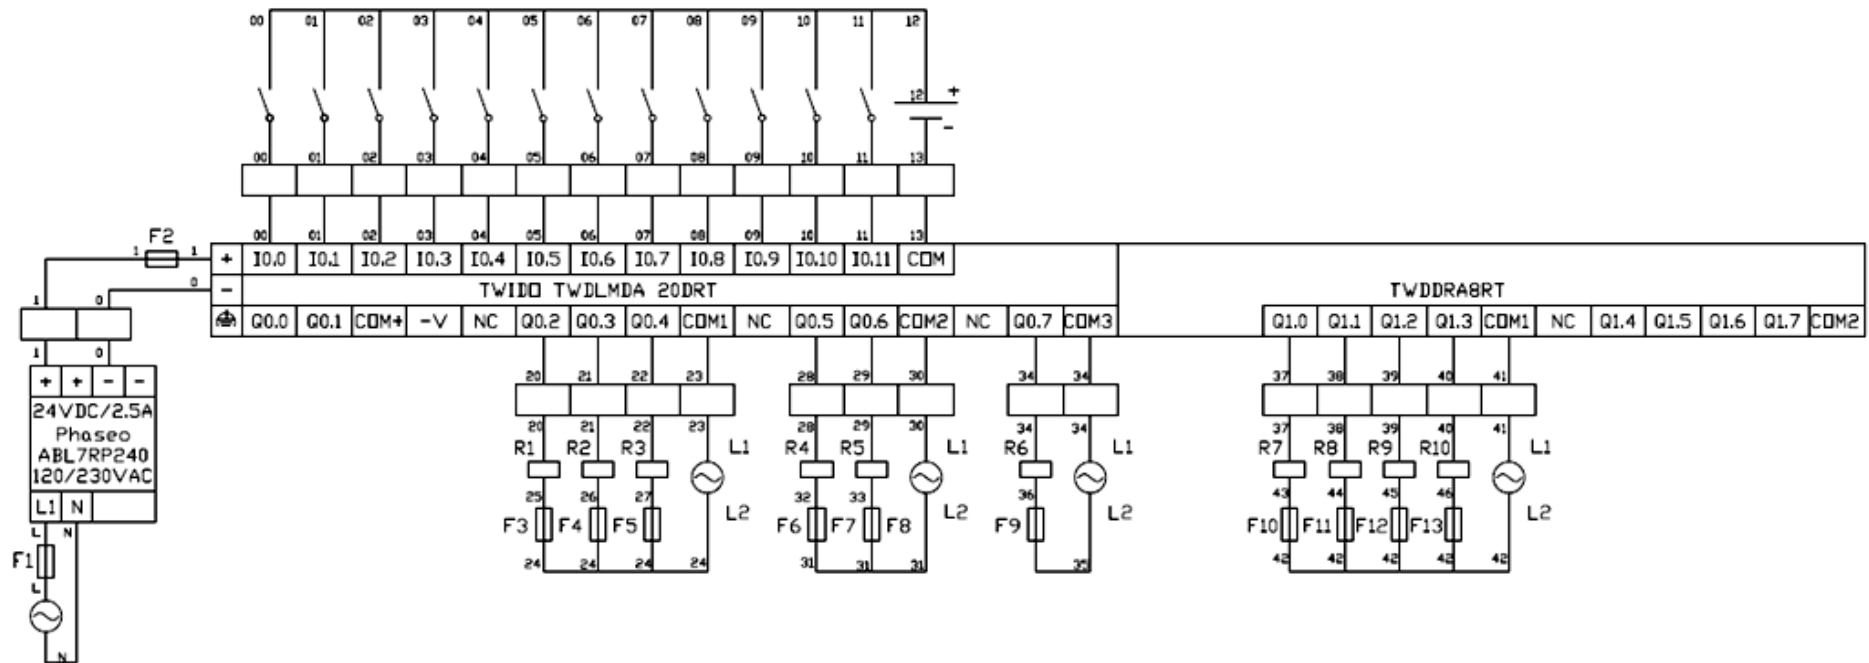 00 01 02 03 04 05 06 07 08 09 10 11 12
12 +
-
00 01 02 03 04 05 06 07 08 09 10 11 13
00 01 02 03 04 05 06 07 08 09 10 11 13
F2
1 1 + I0.0 I0.1 I0.2 I0.3 I0.4 I0.5 I0.6 I0.7 I0.8 I0.9 I0.10 I0.11 COM
0 - TWIDO TWDLMDA 20DRT TWDDRA8RT
Q0.0 Q0.1 COM+ -V NC Q0.2 Q0.3 Q0.4 COM1 NC Q0.5 Q0.6 COM2 NC Q0.7 COM3 Q1.0 Q1.1 Q1.2 Q1.3 COM1 NC Q1.4 Q1.5 Q1.6 Q1.7 COM2
1 0
1 0
+ + - -
24VDC/2.5A
Phaseo
ABL7RP240
120/230VAC
L1 N
L N
F1
L
N
20 21 22 23 28 29 30 34 34 37 38 39 40 41
20 21 22 23 28 29 30 34 34 37 38 39 40 41
R1 R2 R3 L1 R4 R5 L1 R6 L1 R7 R8 R9 R10 L1
25 26 27 32 33 36 43 44 45 46
F3 F4 F5 L2 F6 F7 F8 L2 F9 L2 F10 F11 F12 F13 L2
24 24 24 24 31 31 31 35 42 42 42 42 42